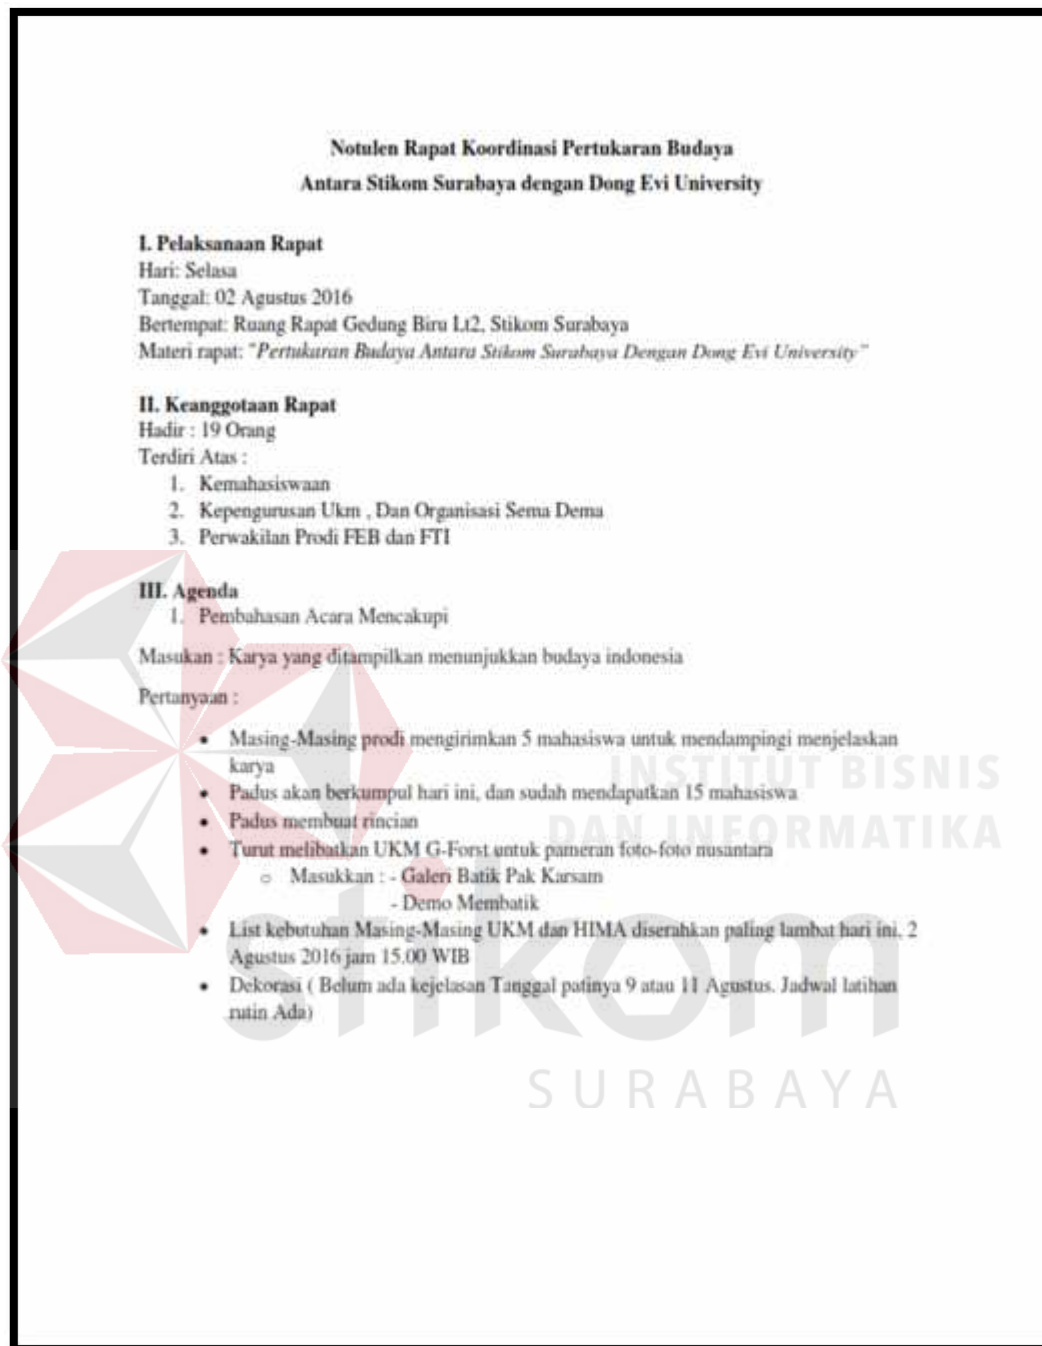 Notulen Rapat Koordinasi Pertukaran Budaya
Antara Stikom Surabaya dengan Dong Evi University
I. Pelaksanaan Rapat
Hari: Selasa
Tanggal: 02 Agustus 2016
Bertempat: Ruang Rapat Gedung Biru Lt2, Stikom Surabaya
Materi rapat: "Pertukaran Budaya Antara Stikom Surabaya Dengan Dong Evi University"
II. Keanggotaan Rapat
Hadir : 19 Orang
Terdiri Atas :
1. Kemahasiswaan
2. Kepengurusan Ukm , Dan Organisasi Sema Dema
3. Perwakilan Prodi FEB dan FTI
III. Agenda
1. Pembahasan Acara Mencakupi
Masukan : Karya yang ditampilkan menunjukkan budaya indonesia
Pertanyaan :
• Masing-Masing prodi mengirimkan 5 mahasiswa untuk mendampingi menjelaskan
karya
• Padus akan berkumpul hari ini, dan sudah mendapatkan 15 mahasiswa
• Padus membuat rincian
• Turut melibatkan UKM G-Forst untuk pameran foto-foto nusantara
○ Masukkan : - Galeri Batik Pak Karsam
- Demo Membatik
• List kebutuhan Masing-Masing UKM dan HIMA diserahkan paling lambat hari ini, 2
Agustus 2016 jam 15.00 WIB
• Dekorasi ( Belum ada kejelasan Tanggal patinya 9 atau 11 Agustus. Jadwal latihan
rutin Ada)
INSTITUT BISNIS
DAN INFORMATIKA
stikom
SURABAYA